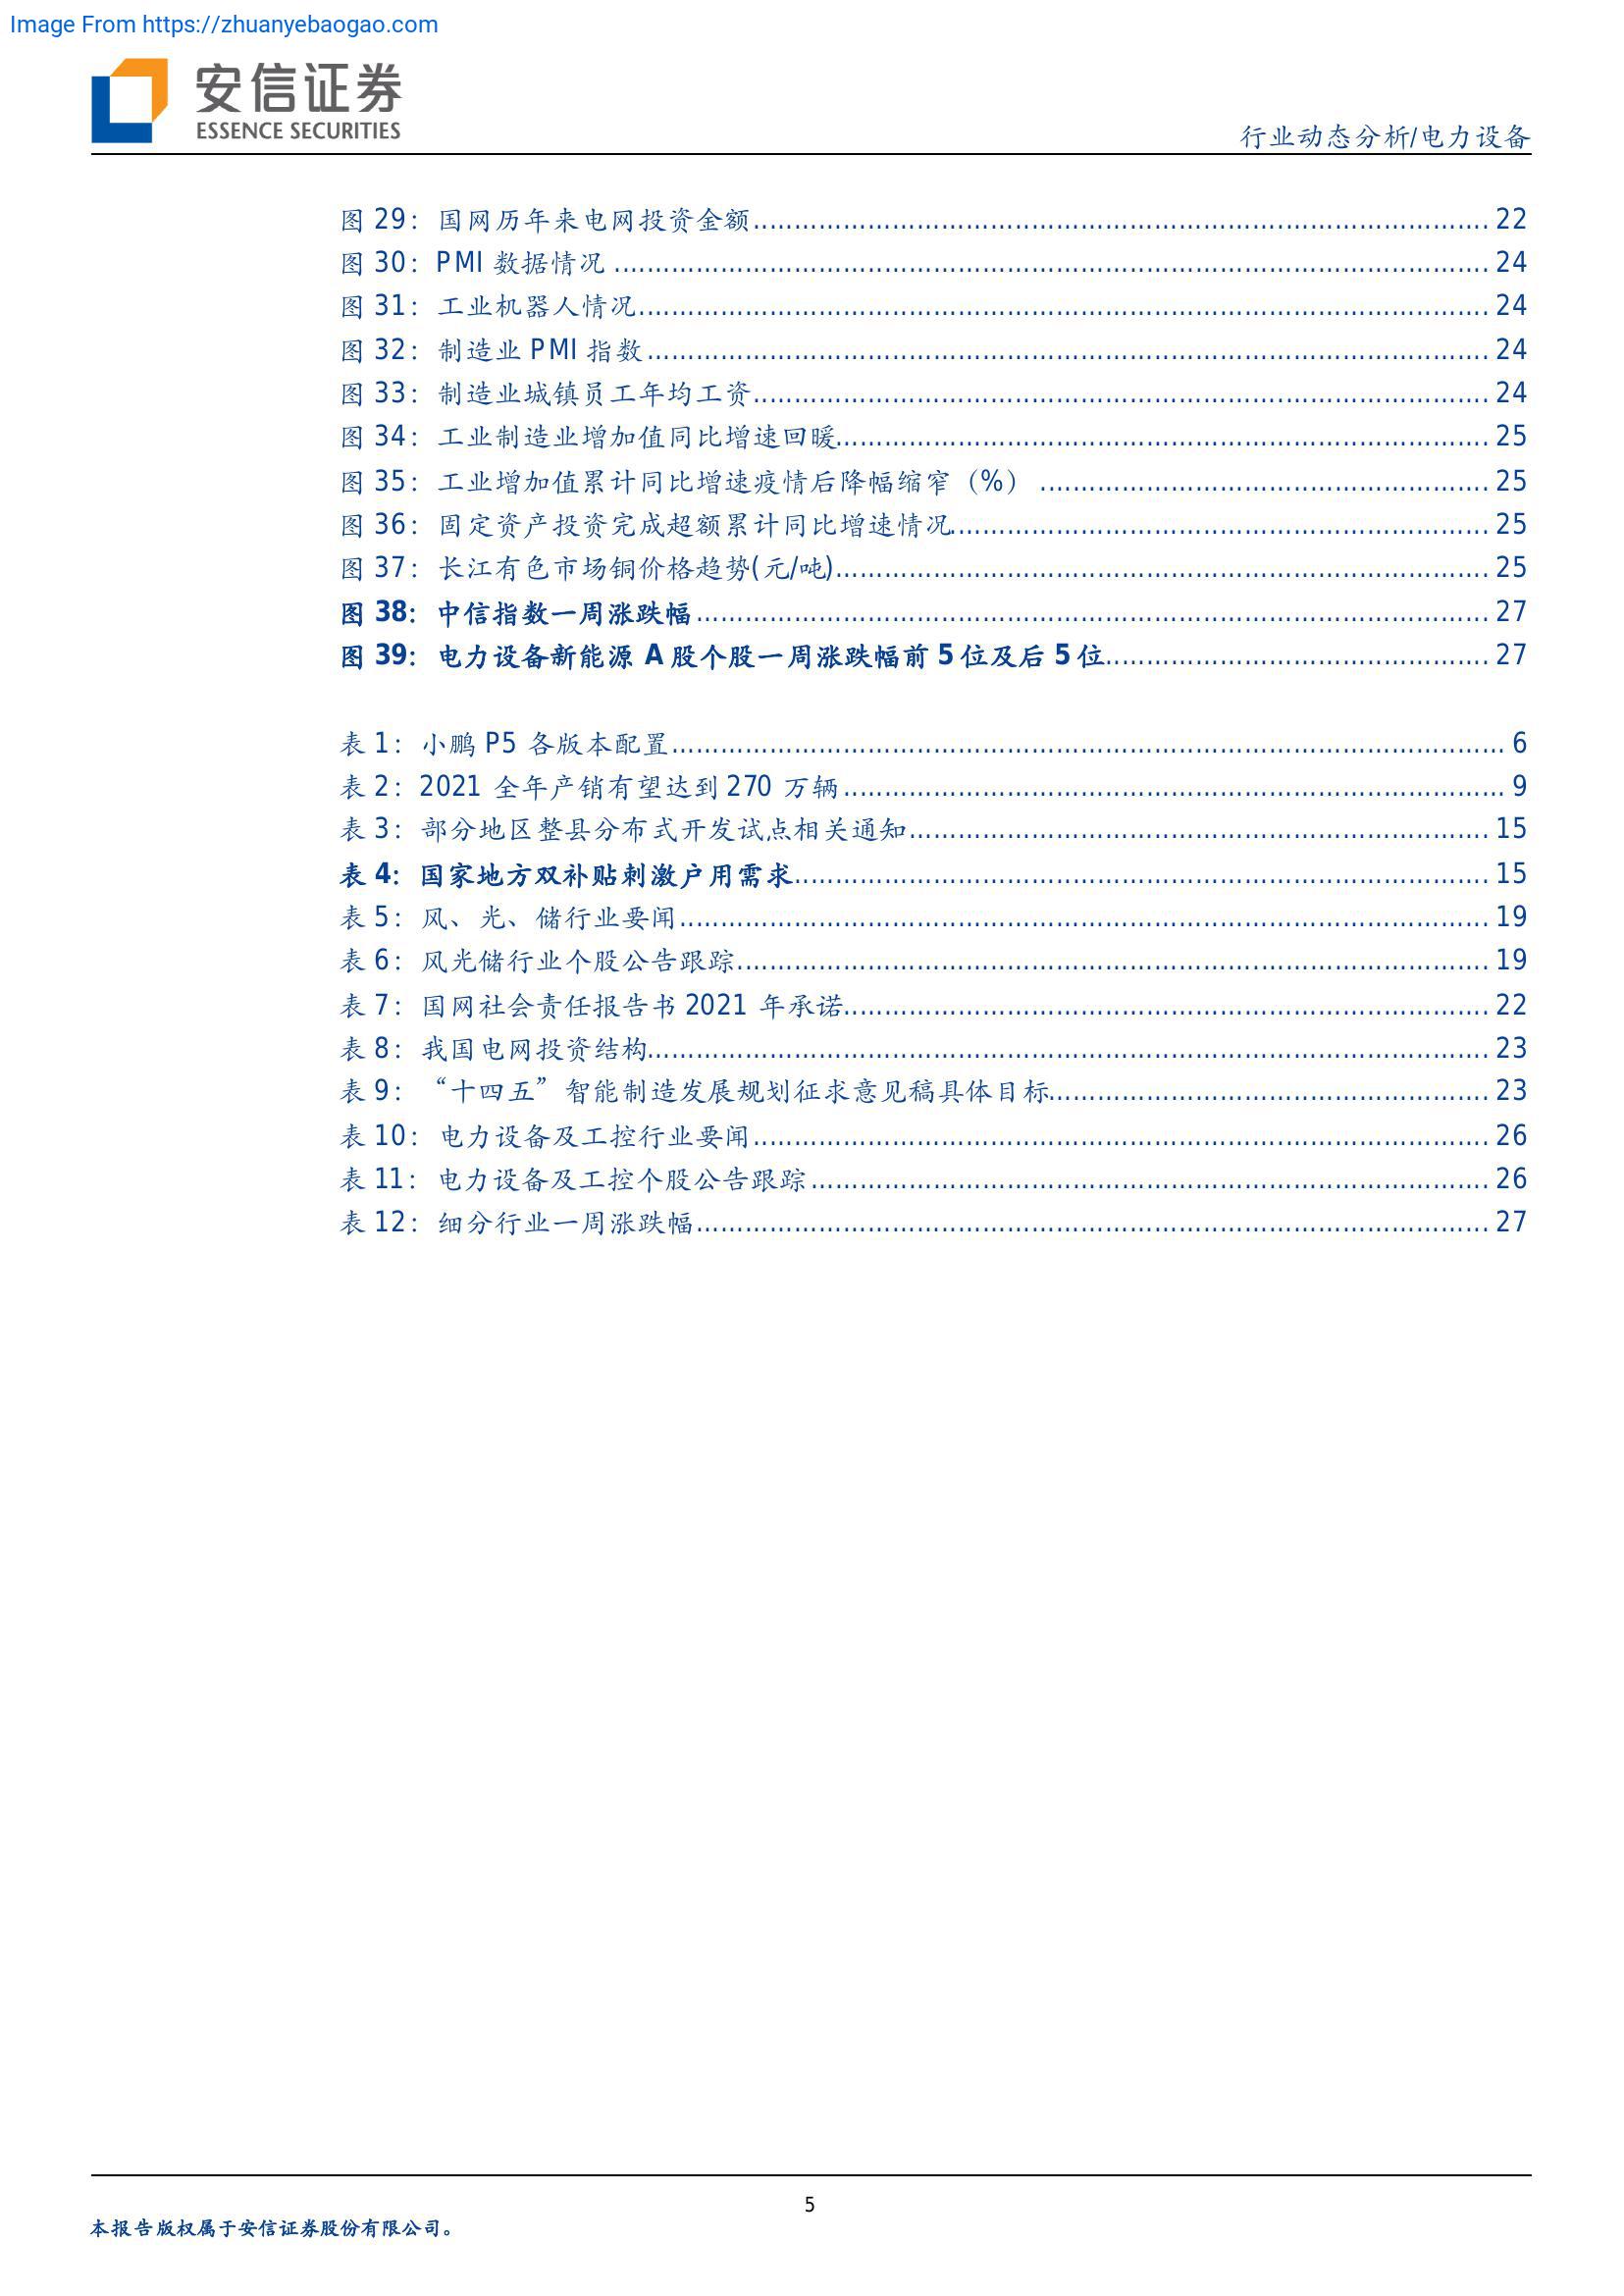 Image From https://zhuanyebaogao.com
安信证券
ESSENCE SECURITIES
行业动态分析/电力设备
图 29：国网历年来电网投资金额 22
图 30：PMI 数据情况 24
图 31：工业机器人情况 24
图 32：制造业 PMI 指数 24
图 33：制造业城镇员工年均工资 24
图 34：工业制造业增加值同比增速回暖 25
图 35：工业增加值累计同比增速疫情后降幅缩窄（%） 25
图 36：固定资产投资完成超额累计同比增速情况 25
图 37：长江有色市场铜价格趋势(元/吨) 25
图 38：中信指数一周涨跌幅 27
图 39：电力设备新能源 A 股个股一周涨跌幅前 5 位及后 5 位 27
表 1：小鹏 P5 各版本配置 6
表 2：2021 全年产销有望达到 270 万辆 9
表 3：部分地区整县分布式开发试点相关通知 15
表 4：国家地方双补贴刺激户用需求 15
表 5：风、光、储行业要闻 19
表 6：风光储行业个股公告跟踪 19
表 7：国网社会责任报告书 2021 年承诺 22
表 8：我国电网投资结构 23
表 9：“十四五”智能制造发展规划征求意见稿具体目标 23
表 10：电力设备及工控行业要闻 26
表 11：电力设备及工控个股公告跟踪 26
表 12：细分行业一周涨跌幅 27
5
本报告版权属于安信证券股份有限公司。